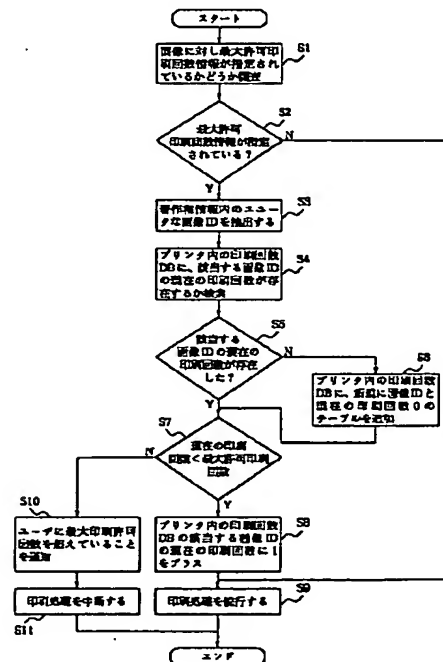 スタート
S1
画像に対し最大許可印
刷回数情報が指定されて
いるかどうか調査
S2
最大許可
印刷回数情報が指定
されている？
N
Y
S3
著作権情報内のユニー
クな画像IDを抽出する
S4
プリンタ内の印刷回数
DBに、該当する画像ID
の現在の印刷回数が存
在するか検索
S5
該当する
画像IDの現在の
印刷回数が存在
した？
N
Y
S6
プリンタ内の印刷回数
DBに、新規に画像IDと
現在の印刷回数0の
テーブルを追加
S7
現在の印刷
回数＜最大許可印刷
回数
N
Y
S10
ユーザに最大印刷許可
回数を超えていること
を通知
S8
プリンタ内の印刷回数
DBの該当する画像ID
の現在の印刷回数に1
をプラス
S11
印刷処理を中断する
S9
印刷処理を続行する
エンド